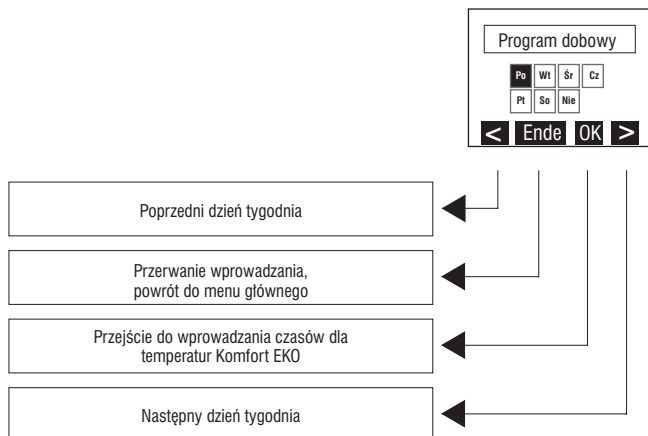 Program dobowy
Po Wt Śr Cz
Pt So Nie
< Ende OK >
Poprzedni dzień tygodnia
Przerwanie wprowadzania,
powrót do menu głównego
Przejście do wprowadzania czasów dla
temperatur Komfort EKO
Następny dzień tygodnia